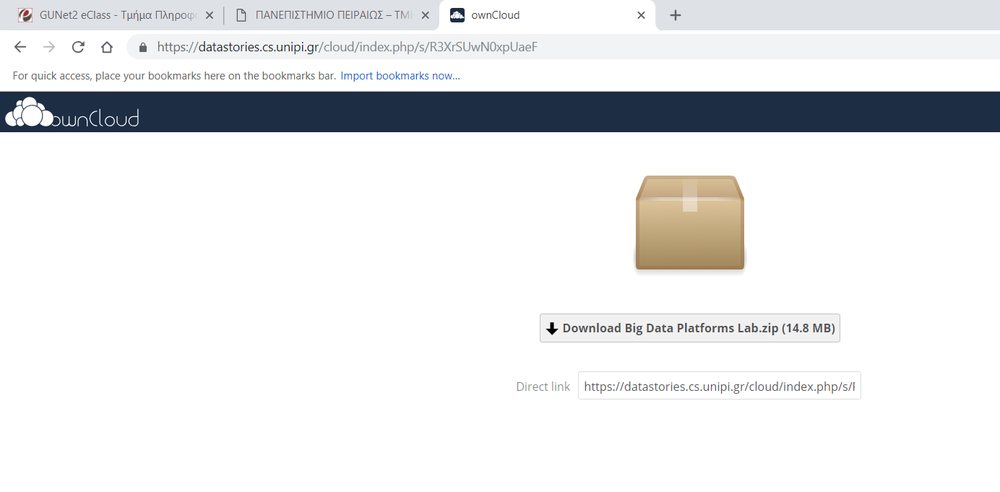 GUNet2 eClass - Τμήμα Πληροφο
ΠΑΝΕΠΙΣΤΗΜΙΟ ΠΕΙΡΑΙΩΣ – ΤΜΗ
ownCloud
https://datastories.cs.unipi.gr/cloud/index.php/s/R3XrSUwN0xpUaeF
For quick access, place your bookmarks here on the bookmarks bar. Import bookmarks now...
ownCloud
Download Big Data Platforms Lab.zip (14.8 MB)
Direct link https://datastories.cs.unipi.gr/cloud/index.php/s/